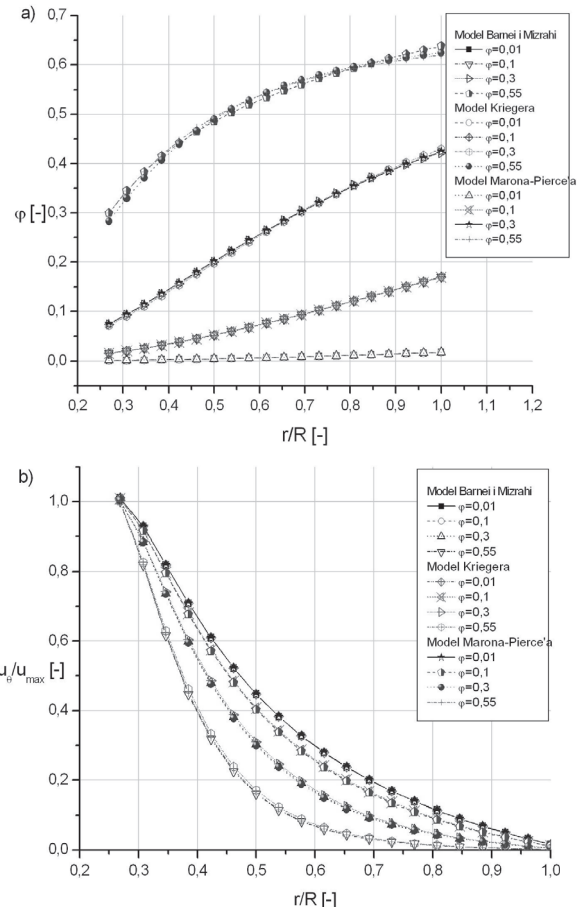 a)
Model Barnei i Mizrahi
φ=0,01
φ=0,1
φ=0,3
φ=0,55
Model Kriegera
φ=0,01
φ=0,1
φ=0,3
φ=0,55
Model Marona-Pierce'a
φ=0,01
φ=0,1
φ=0,3
φ=0,55
0,7
0,6
0,5
0,4
φ [-]
0,3
0,2
0,1
0,0
0,2 0,3 0,4 0,5 0,6 0,7 0,8 0,9 1,0 1,1 1,2
r/R [-]
b)
Model Barnei i Mizrahi
φ=0,01
φ=0,1
φ=0,3
φ=0,55
Model Kriegera
φ=0,01
φ=0,1
φ=0,3
φ=0,55
Model Marona-Pierce'a
φ=0,01
φ=0,1
φ=0,3
φ=0,55
1,0
0,8
0,6
u_θ/u_max [-]
0,4
0,2
0,0
0,2 0,3 0,4 0,5 0,6 0,7 0,8 0,9 1,0
r/R [-]